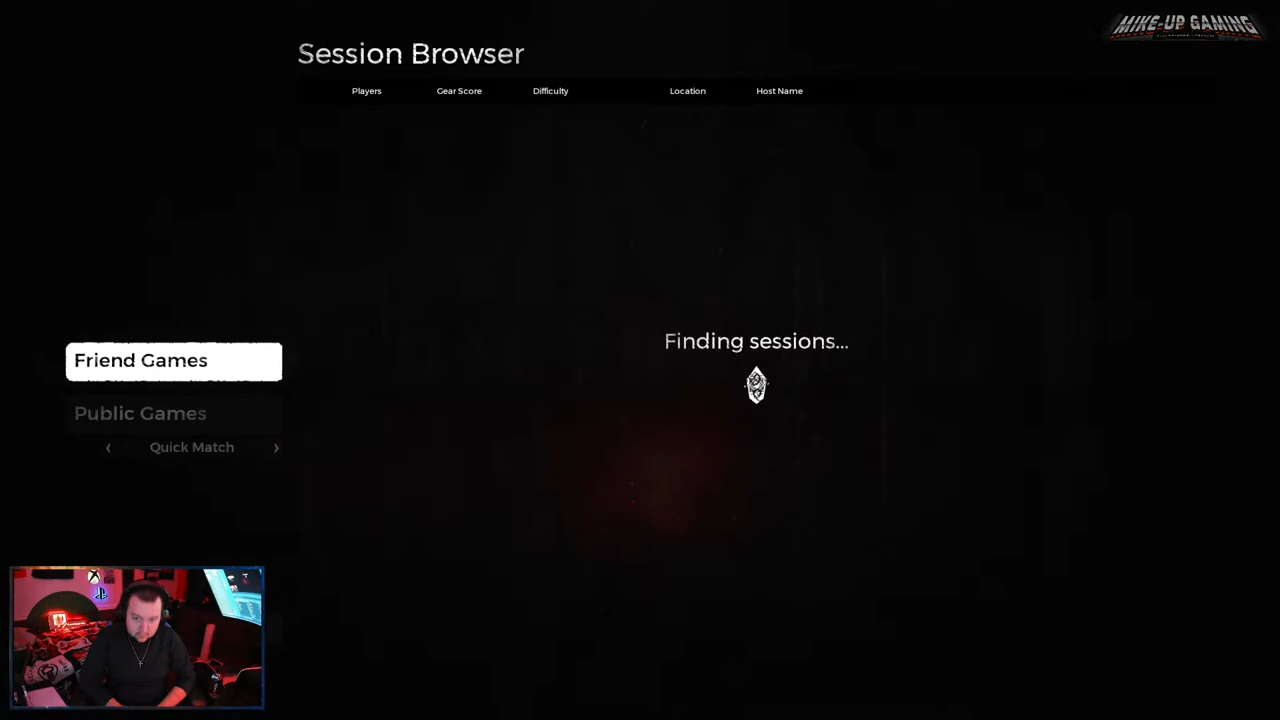 MIKE-UP GAMING
Session Browser
Players Gear Score Difficulty Location Host Name
Finding sessions...
Friend Games
Public Games
‹ Quick Match ›